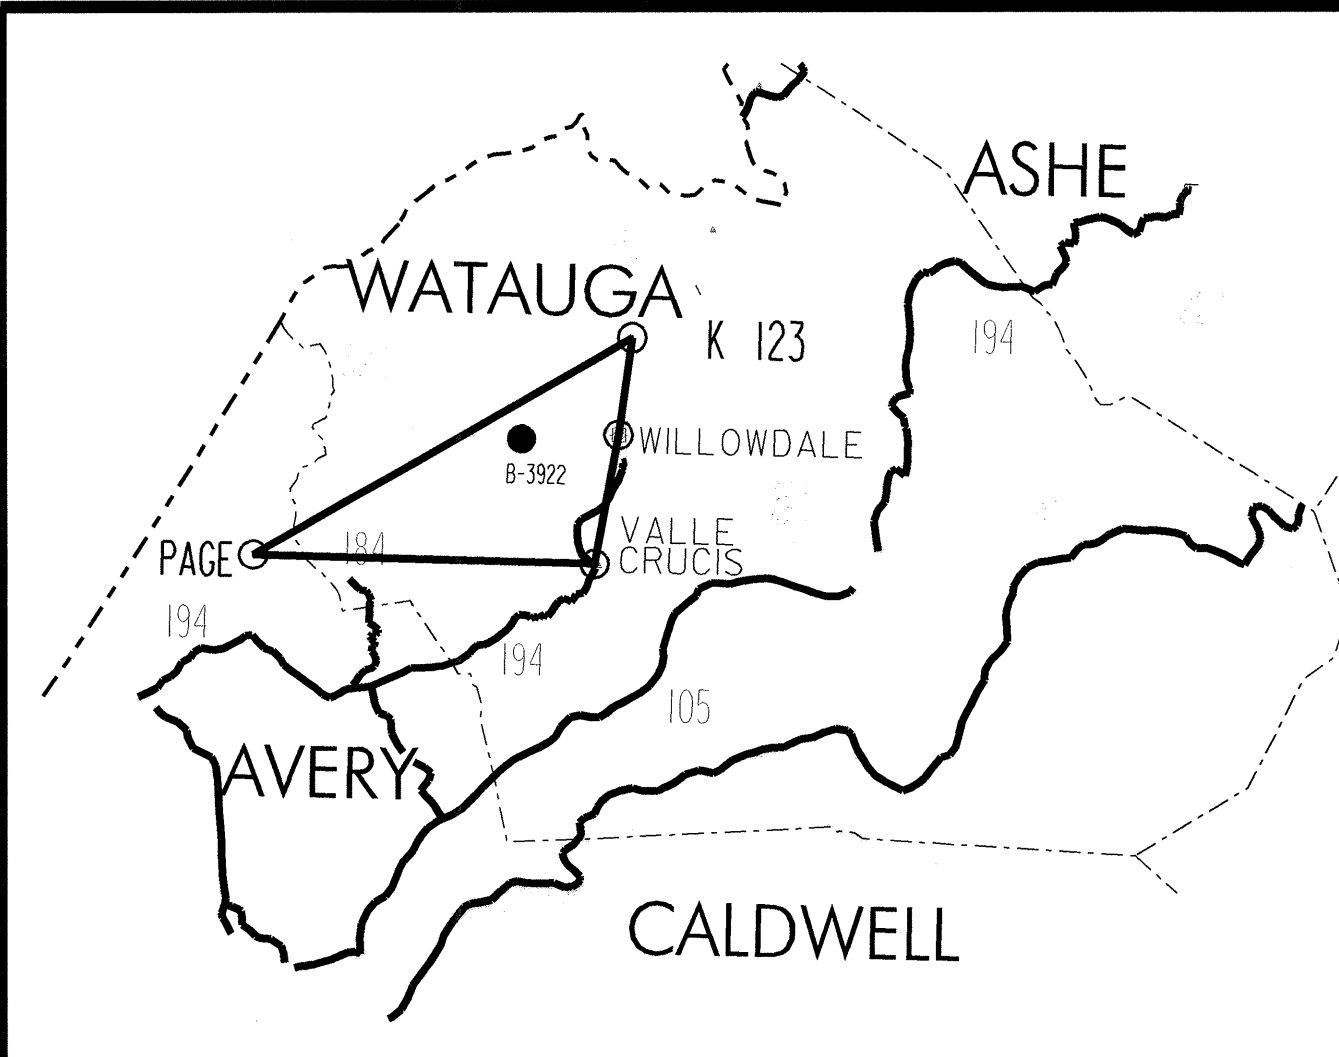 ASHE
WATAUGA
K 123
194
WILLOWDALE
B-3922
VALLE
CRUCIS
184
PAGE
194
194
105
AVERY
CALDWELL